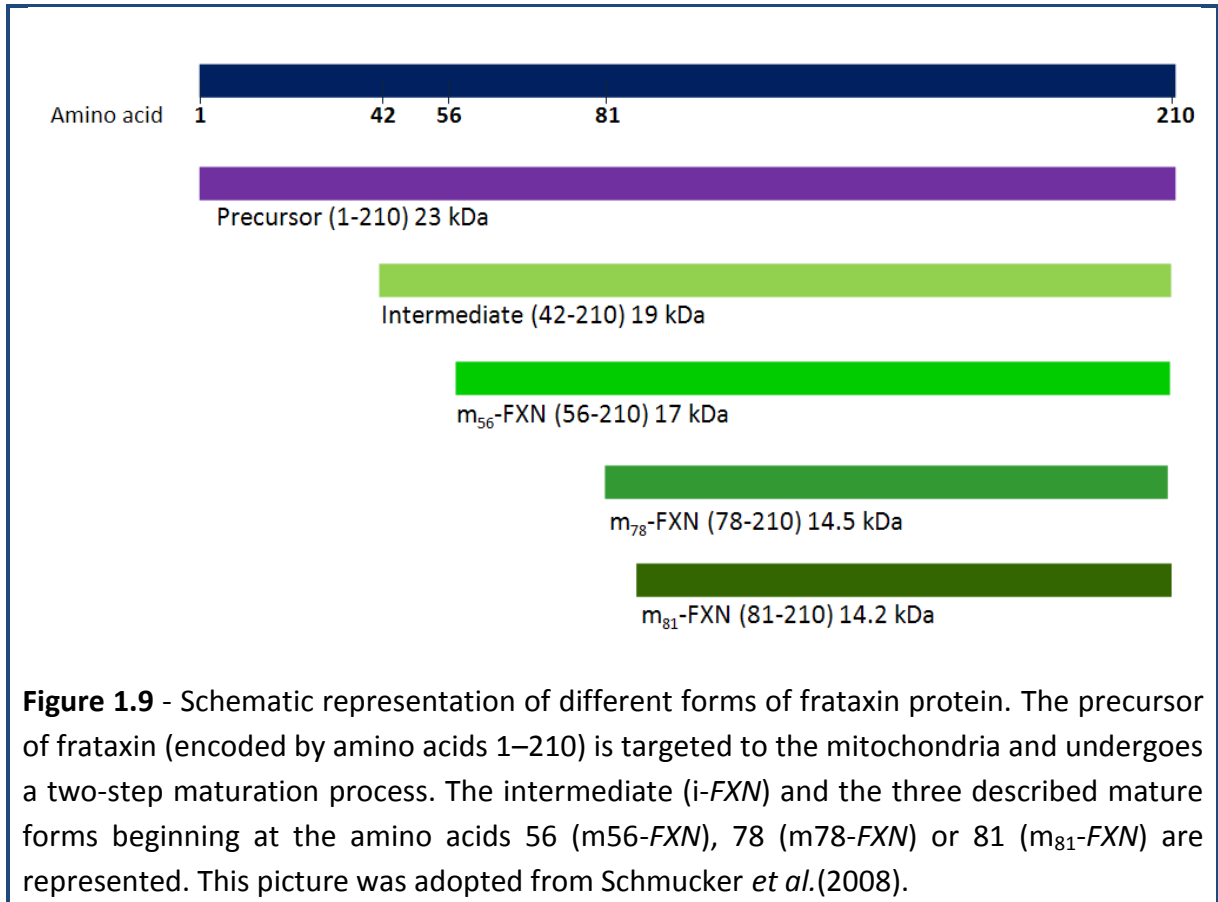 Amino acid 1 42 56 81 210
Precursor (1-210) 23 kDa
Intermediate (42-210) 19 kDa
m₅₆-FXN (56-210) 17 kDa
m₇₈-FXN (78-210) 14.5 kDa
m₈₁-FXN (81-210) 14.2 kDa
Figure 1.9 - Schematic representation of different forms of frataxin protein. The precursor
of frataxin (encoded by amino acids 1–210) is targeted to the mitochondria and undergoes
a two-step maturation process. The intermediate (i-FXN) and the three described mature
forms beginning at the amino acids 56 (m56-FXN), 78 (m78-FXN) or 81 (m₈₁-FXN) are
represented. This picture was adopted from Schmucker et al.(2008).